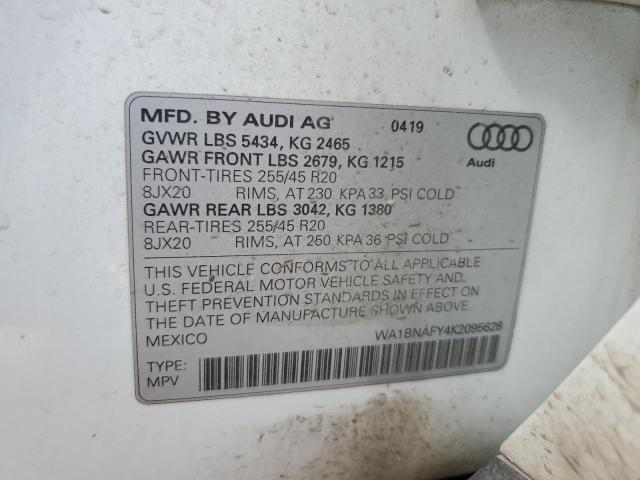 MFD. BY AUDI AG 0419
GVWR LBS 5434, KG 2465
GAWR FRONT LBS 2679, KG 1215
FRONT-TIRES 255/45 R20
8JX20 RIMS, AT 230 KPA 33 PSI COLD
GAWR REAR LBS 3042, KG 1380
REAR-TIRES 255/45 R20
8JX20 RIMS, AT 250 KPA 36 PSI COLD
Audi
THIS VEHICLE CONFORMS TO ALL APPLICABLE
U.S. FEDERAL MOTOR VEHICLE SAFETY AND
THEFT PREVENTION STANDARDS IN EFFECT ON
THE DATE OF MANUFACTURE SHOWN ABOVE.
MEXICO WA1BNAFY4K2095628
TYPE:
MPV